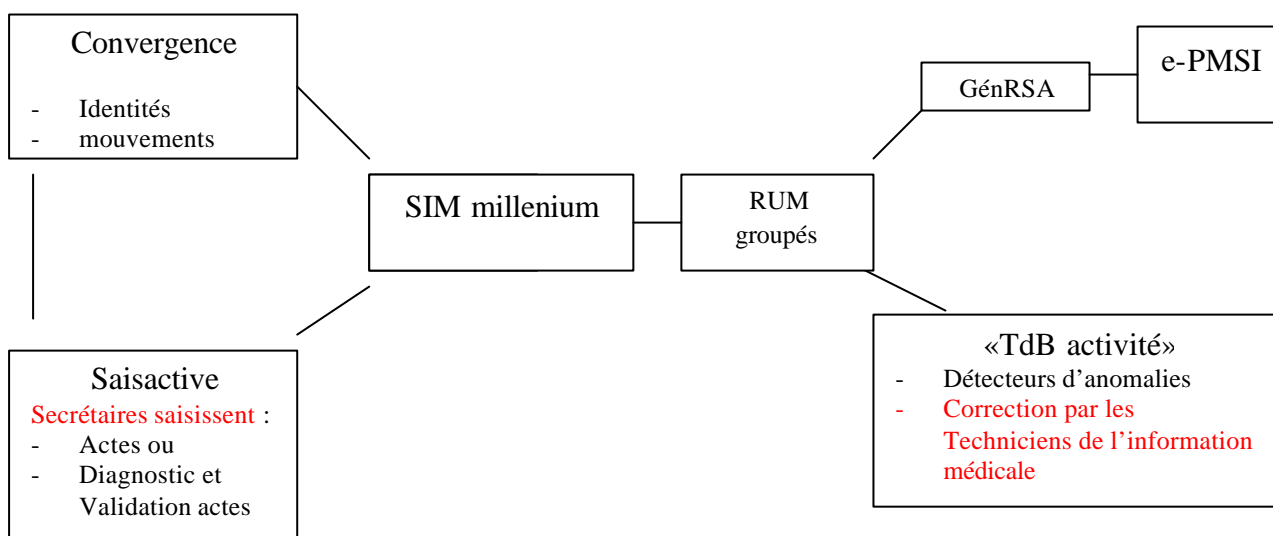 Convergence
- Identités
- mouvements
e-PMSI
GénRSA
SIM millenium
RUM
groupés
Saisactive
Secrétaires saisissent :
- Actes ou
- Diagnostic et
Validation actes
«TdB activité»
- Détecteurs d’anomalies
- Correction par les
Techniciens de l’information
médicale